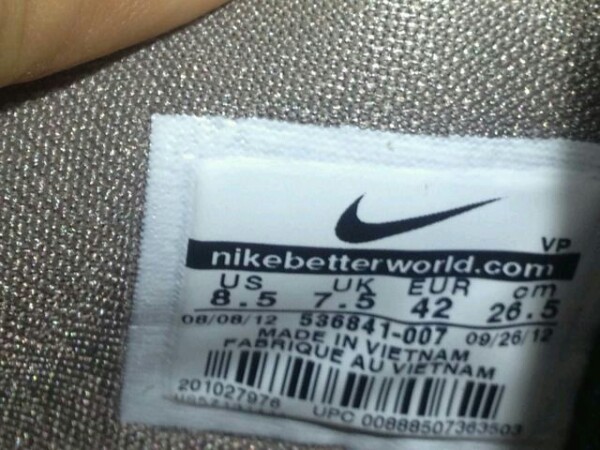 VP
nikebetterworld.com
US UK EUR cm
8.5 7.5 42 26.5
08/08/12 536841-007 09/26/12
MADE IN VIETNAM
FABRIQUE AU VIETNAM
201027976
UPC 00888507363503